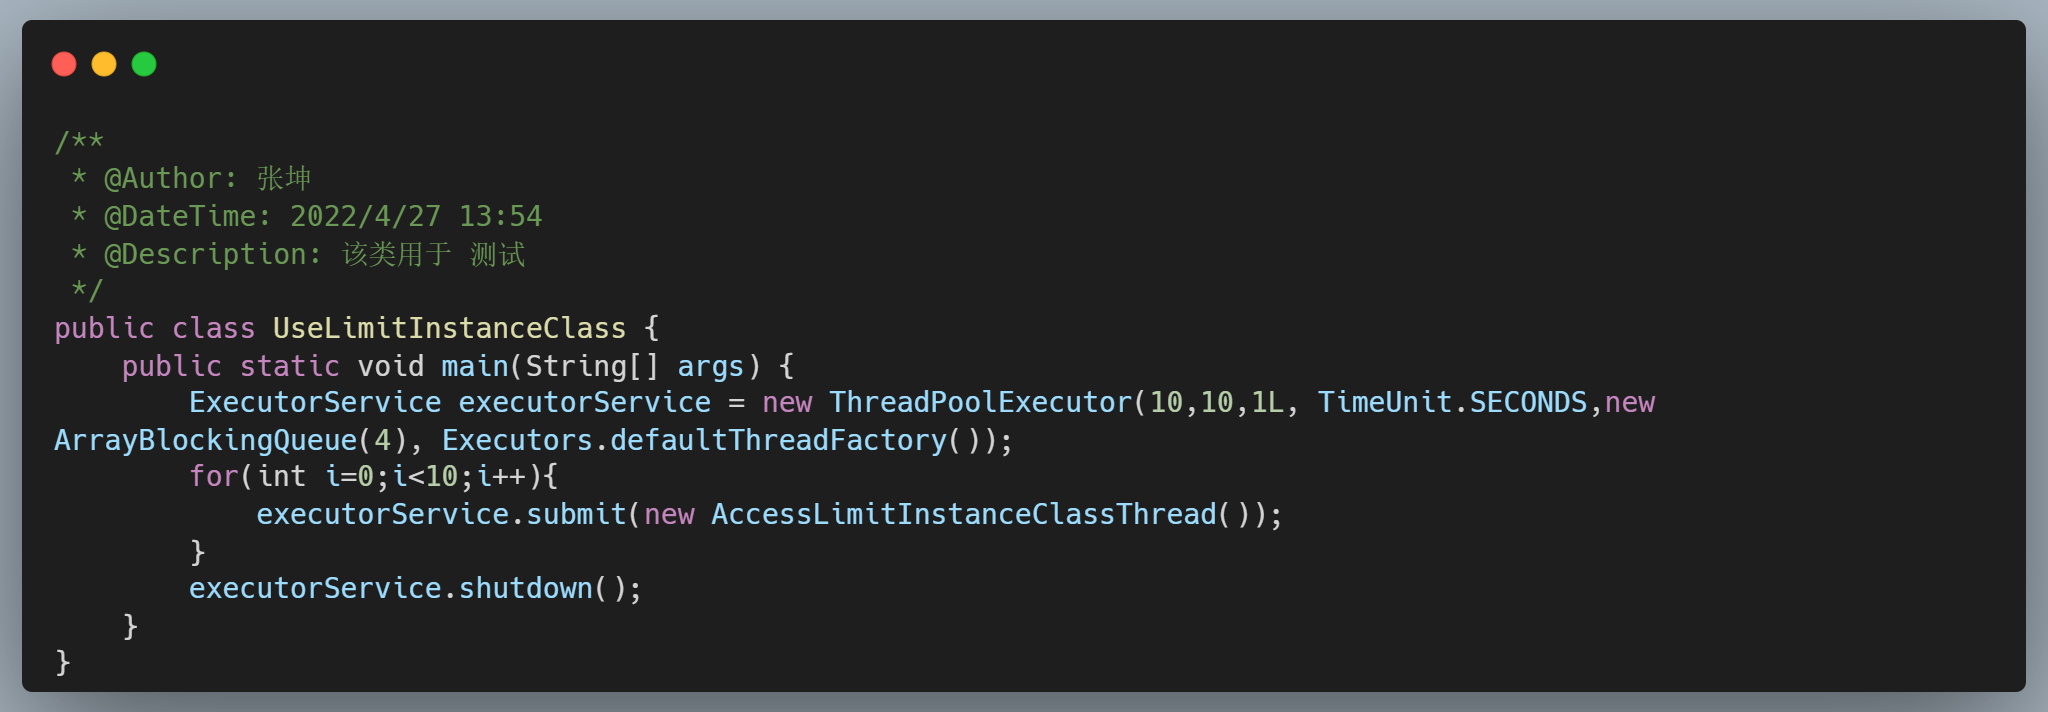 /**
 * @Author: 张坤
 * @DateTime: 2022/4/27 13:54
 * @Description: 该类用于 测试
 */
public class UseLimitInstanceClass {
    public static void main(String[] args) {
        ExecutorService executorService = new ThreadPoolExecutor(10,10,1L, TimeUnit.SECONDS,new
ArrayBlockingQueue(4), Executors.defaultThreadFactory());
        for(int i=0;i<10;i++){
            executorService.submit(new AccessLimitInstanceClassThread());
        }
        executorService.shutdown();
    }
}